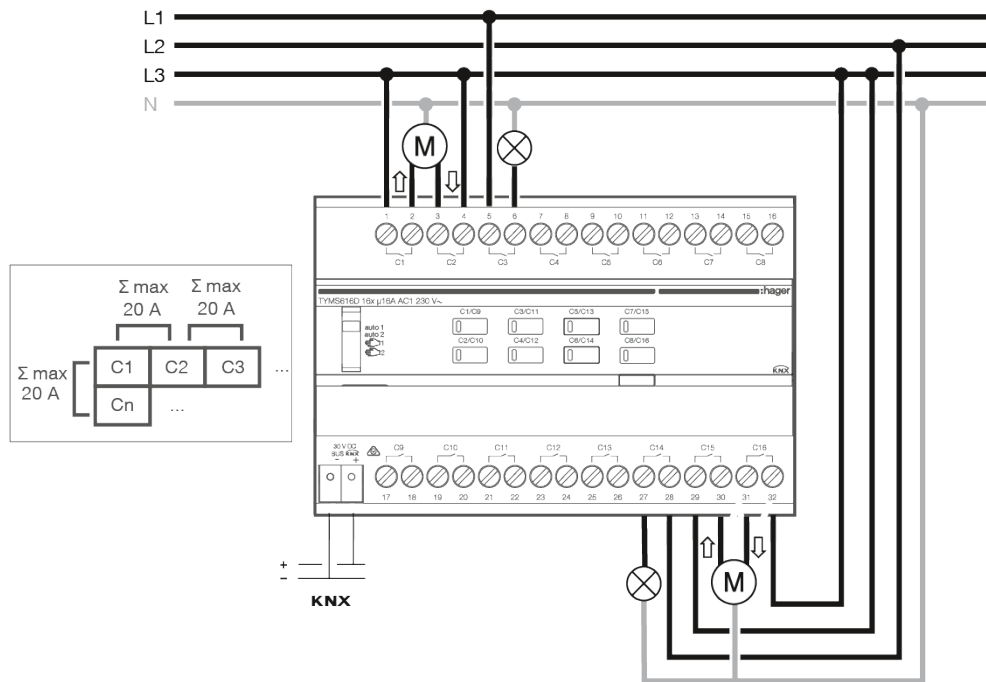 L1
L2
L3
N
M
1 2 3 4 5 6 7 8 9 10 11 12 13 14 15 16
C1 C2 C3 C4 C5 C6 C7 C8
:hager
TYMS616D 16x µ16A AC1 230 V~
auto 1
auto 2
1
2
C1/C9 C3/C11 C5/C13 C7/C15
C2/C10 C4/C12 C6/C14 C8/C16
KNX
Σ max
20 A
Σ max
20 A
Σ max
20 A
C1 C2 C3 ...
Cn ...
30 V DC
BUS KNX
- +
C9 C10 C11 C12 C13 C14 C15 C16
17 18 19 20 21 22 23 24 25 26 27 28 29 30 31 32
+
-
KNX
M